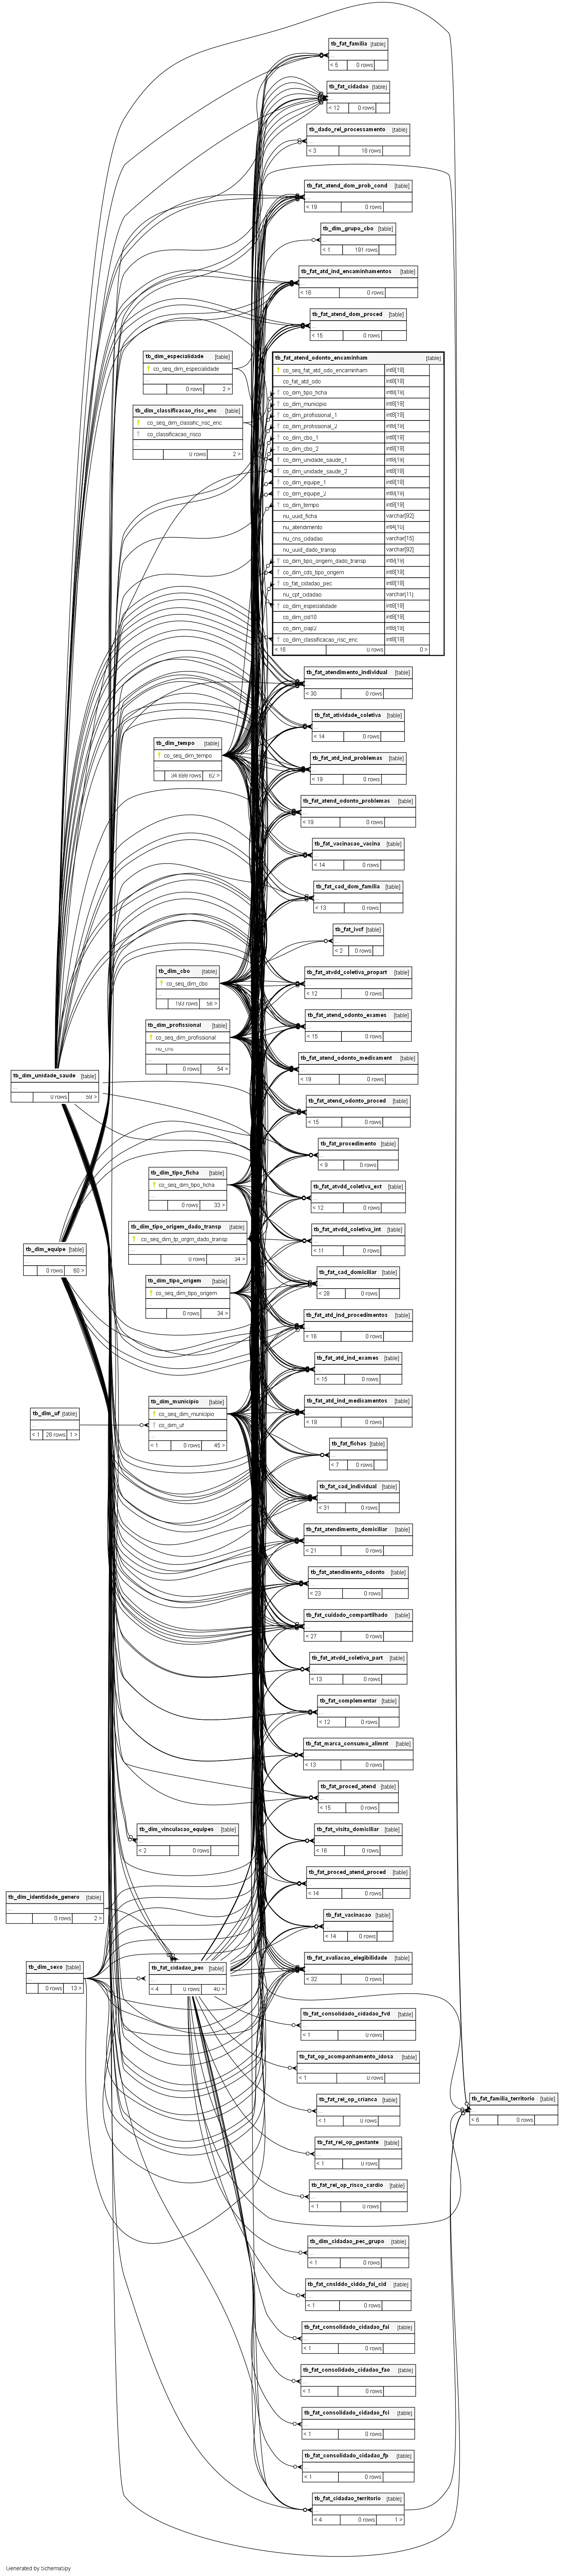 tb_fat_familia [table]
< 5 0 rows
tb_fat_cidadao [table]
< 12 0 rows
tb_dado_rel_processamento [table]
< 3 18 rows
tb_fat_atend_dom_prob_cond [table]
< 19 0 rows
tb_dim_grupo_cbo [table]
< 1 191 rows
tb_fat_atd_ind_encaminhamentos [table]
< 16 0 rows
tb_fat_atend_dom_proced [table]
< 15 0 rows
tb_dim_especialidade [table]
co_seq_dim_especialidade
...
0 rows 2 >
tb_dim_classificacao_risc_enc [table]
co_seq_dim_classific_risc_enc
co_classificacao_risco
...
0 rows 2 >
tb_fat_atend_odonto_encaminham [table]
co_seq_fat_atd_odo_encaminham int8[19]
co_fat_atd_odo int8[19]
co_dim_tipo_ficha int8[19]
co_dim_municipio int8[19]
co_dim_profissional_1 int8[19]
co_dim_profissional_2 int8[19]
co_dim_cbo_1 int8[19]
co_dim_cbo_2 int8[19]
co_dim_unidade_saude_1 int8[19]
co_dim_unidade_saude_2 int8[19]
co_dim_equipe_1 int8[19]
co_dim_equipe_2 int8[19]
co_dim_tempo int8[19]
nu_uuid_ficha varchar[92]
nu_atendimento int4[10]
nu_cns_cidadao varchar[15]
nu_uuid_dado_transp varchar[92]
co_dim_tipo_origem_dado_transp int8[19]
co_dim_cds_tipo_origem int8[19]
co_fat_cidadao_pec int8[19]
nu_cpf_cidadao varchar[11]
co_dim_especialidade int8[19]
co_dim_cid10 int8[19]
co_dim_ciap2 int8[19]
co_dim_classificacao_risc_enc int8[19]
< 16 0 rows 0 >
tb_fat_atendimento_individual [table]
< 30 0 rows
tb_fat_atividade_coletiva [table]
< 14 0 rows
tb_dim_tempo [table]
co_seq_dim_tempo
...
62 >
tb_fat_atd_ind_problemas [table]
< 19 0 rows
tb_fat_atend_odonto_problemas [table]
< 19 0 rows
tb_fat_vacinacao_vacina [table]
< 14 0 rows
tb_fat_cad_dom_familia [table]
< 13 0 rows
tb_fat_ivcf [table]
< 2 0 rows
tb_dim_cbo [table]
co_seq_dim_cbo
...
193 rows 56 >
tb_fat_atvdd_coletiva_propart [table]
< 12 0 rows
tb_fat_atend_odonto_exames [table]
< 15 0 rows
tb_dim_profissional [table]
co_seq_dim_profissional
nu_cns
...
0 rows 54 >
tb_fat_atend_odonto_medicament [table]
< 19 0 rows
tb_dim_unidade_saude [table]
...
0 rows 59 >
tb_fat_atend_odonto_proced [table]
< 15 0 rows
tb_fat_procedimento [table]
< 9 0 rows
tb_dim_tipo_ficha [table]
co_seq_dim_tipo_ficha
...
0 rows 33 >
tb_fat_atvdd_coletiva_ext [table]
< 12 0 rows
tb_dim_tipo_origem_dado_transp [table]
co_seq_dim_tp_orgm_dado_transp
...
0 rows 34 >
tb_fat_atvdd_coletiva_int [table]
< 11 0 rows
tb_dim_equipe [table]
...
0 rows 60 >
tb_dim_tipo_origem [table]
co_seq_dim_tipo_origem
...
0 rows 34 >
tb_fat_cad_domiciliar [table]
< 28 0 rows
tb_fat_atd_ind_procedimentos [table]
< 16 0 rows
tb_fat_atd_ind_exames [table]
< 15 0 rows
tb_dim_uf [table]
...
< 1 28 rows 1 >
tb_dim_municipio [table]
co_seq_dim_municipio
co_dim_uf
...
< 1 0 rows 45 >
tb_fat_atd_ind_medicamentos [table]
< 19 0 rows
tb_fat_fichas [table]
< 7 0 rows
tb_fat_cad_individual [table]
< 31 0 rows
tb_fat_atendimento_domiciliar [table]
< 21 0 rows
tb_fat_atendimento_odonto [table]
< 23 0 rows
tb_fat_cuidado_compartilhado [table]
< 27 0 rows
tb_fat_atvdd_coletiva_part [table]
< 13 0 rows
tb_fat_complementar [table]
< 12 0 rows
tb_fat_marca_consumo_alimnt [table]
< 13 0 rows
tb_fat_proced_atend [table]
< 15 0 rows
tb_dim_vinculacao_equipes [table]
...
< 2 0 rows
tb_fat_visita_domiciliar [table]
< 16 0 rows
tb_fat_proced_atend_proced [table]
< 14 0 rows
tb_dim_identidade_genero [table]
...
0 rows 2 >
tb_fat_vacinacao [table]
< 14 0 rows
tb_dim_sexo [table]
...
0 rows 13 >
tb_fat_cidadao_pec [table]
...
< 4 0 rows 40 >
tb_fat_avaliacao_elegibilidade [table]
< 32 0 rows
tb_fat_consolidado_cidadao_fvd [table]
< 1 0 rows
tb_fat_op_acompanhamento_idosa [table]
< 1 0 rows
tb_fat_rel_op_crianca [table]
< 1 0 rows
tb_fat_familia_territorio [table]
< 6 0 rows
tb_fat_rel_op_gestante [table]
< 1 0 rows
tb_fat_rel_op_risco_cardio [table]
< 1 0 rows
tb_dim_cidadao_pec_grupo [table]
< 1 0 rows
tb_fat_cnslddo_ciddo_fai_cid [table]
< 1 0 rows
tb_fat_consolidado_cidadao_fai [table]
< 1 0 rows
tb_fat_consolidado_cidadao_fao [table]
< 1 0 rows
tb_fat_consolidado_cidadao_fci [table]
< 1 0 rows
tb_fat_consolidado_cidadao_fp [table]
< 1 0 rows
tb_fat_cidadao_territorio [table]
< 4 0 rows 1 >
Generated by SchemaSpy